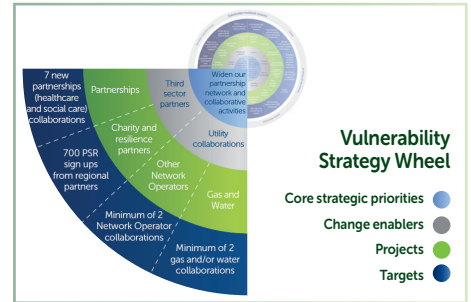 7 new
partnerships
(healthcare
and social care)
collaborations
Partnerships
Third
sector
partners
Widen our
partnership
network and
collaborative
activities
700 PSR
sign ups
from regional
partners
Charity and
resilience
partners
Utility
collaborations
Minimum of 2
Network Operator
collaborations
Other
Network
Operators
Gas and
Water
Minimum of 2
gas and/or water
collaborations
Vulnerability
Strategy Wheel
Core strategic priorities
Change enablers
Projects
Targets